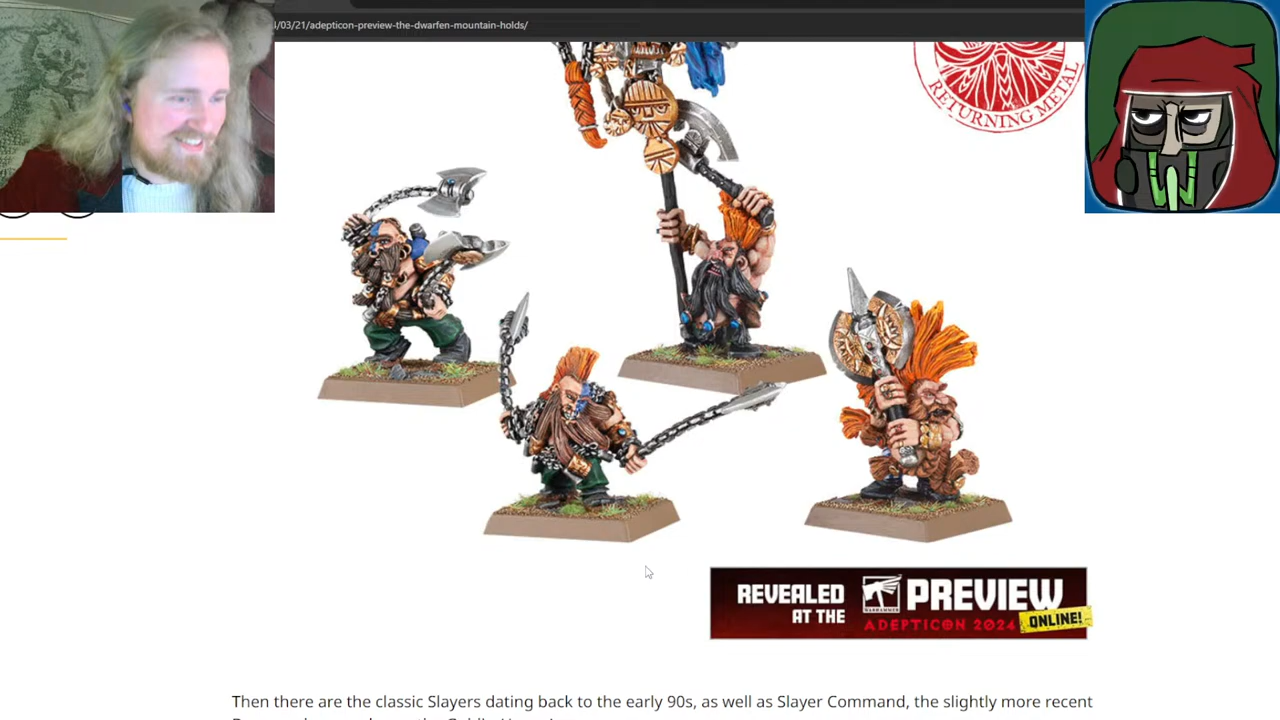 4/03/21/adepticon-preview-the-dwarfen-mountain-holds/
RETURNING METAL
REVEALED
AT THE
WARHAMMER
PREVIEW
ADEPTICON 2024
ONLINE!
Then there are the classic Slayers dating back to the early 90s, as well as Slayer Command, the slightly more recent